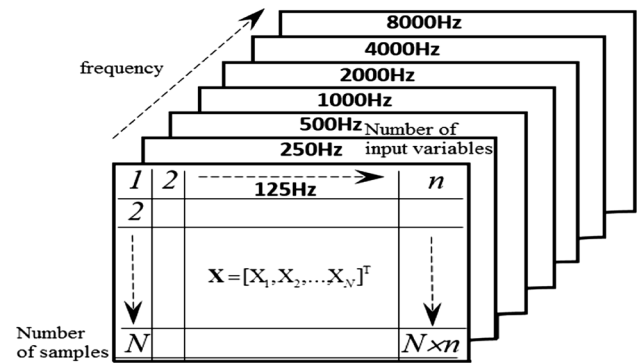 8000Hz
4000Hz
frequency
2000Hz
1000Hz
500Hz
Number of
input variables
250Hz
1 2 n
125Hz
2
X = [X1,X2,...,XN]T
Number
of samples
N N×n